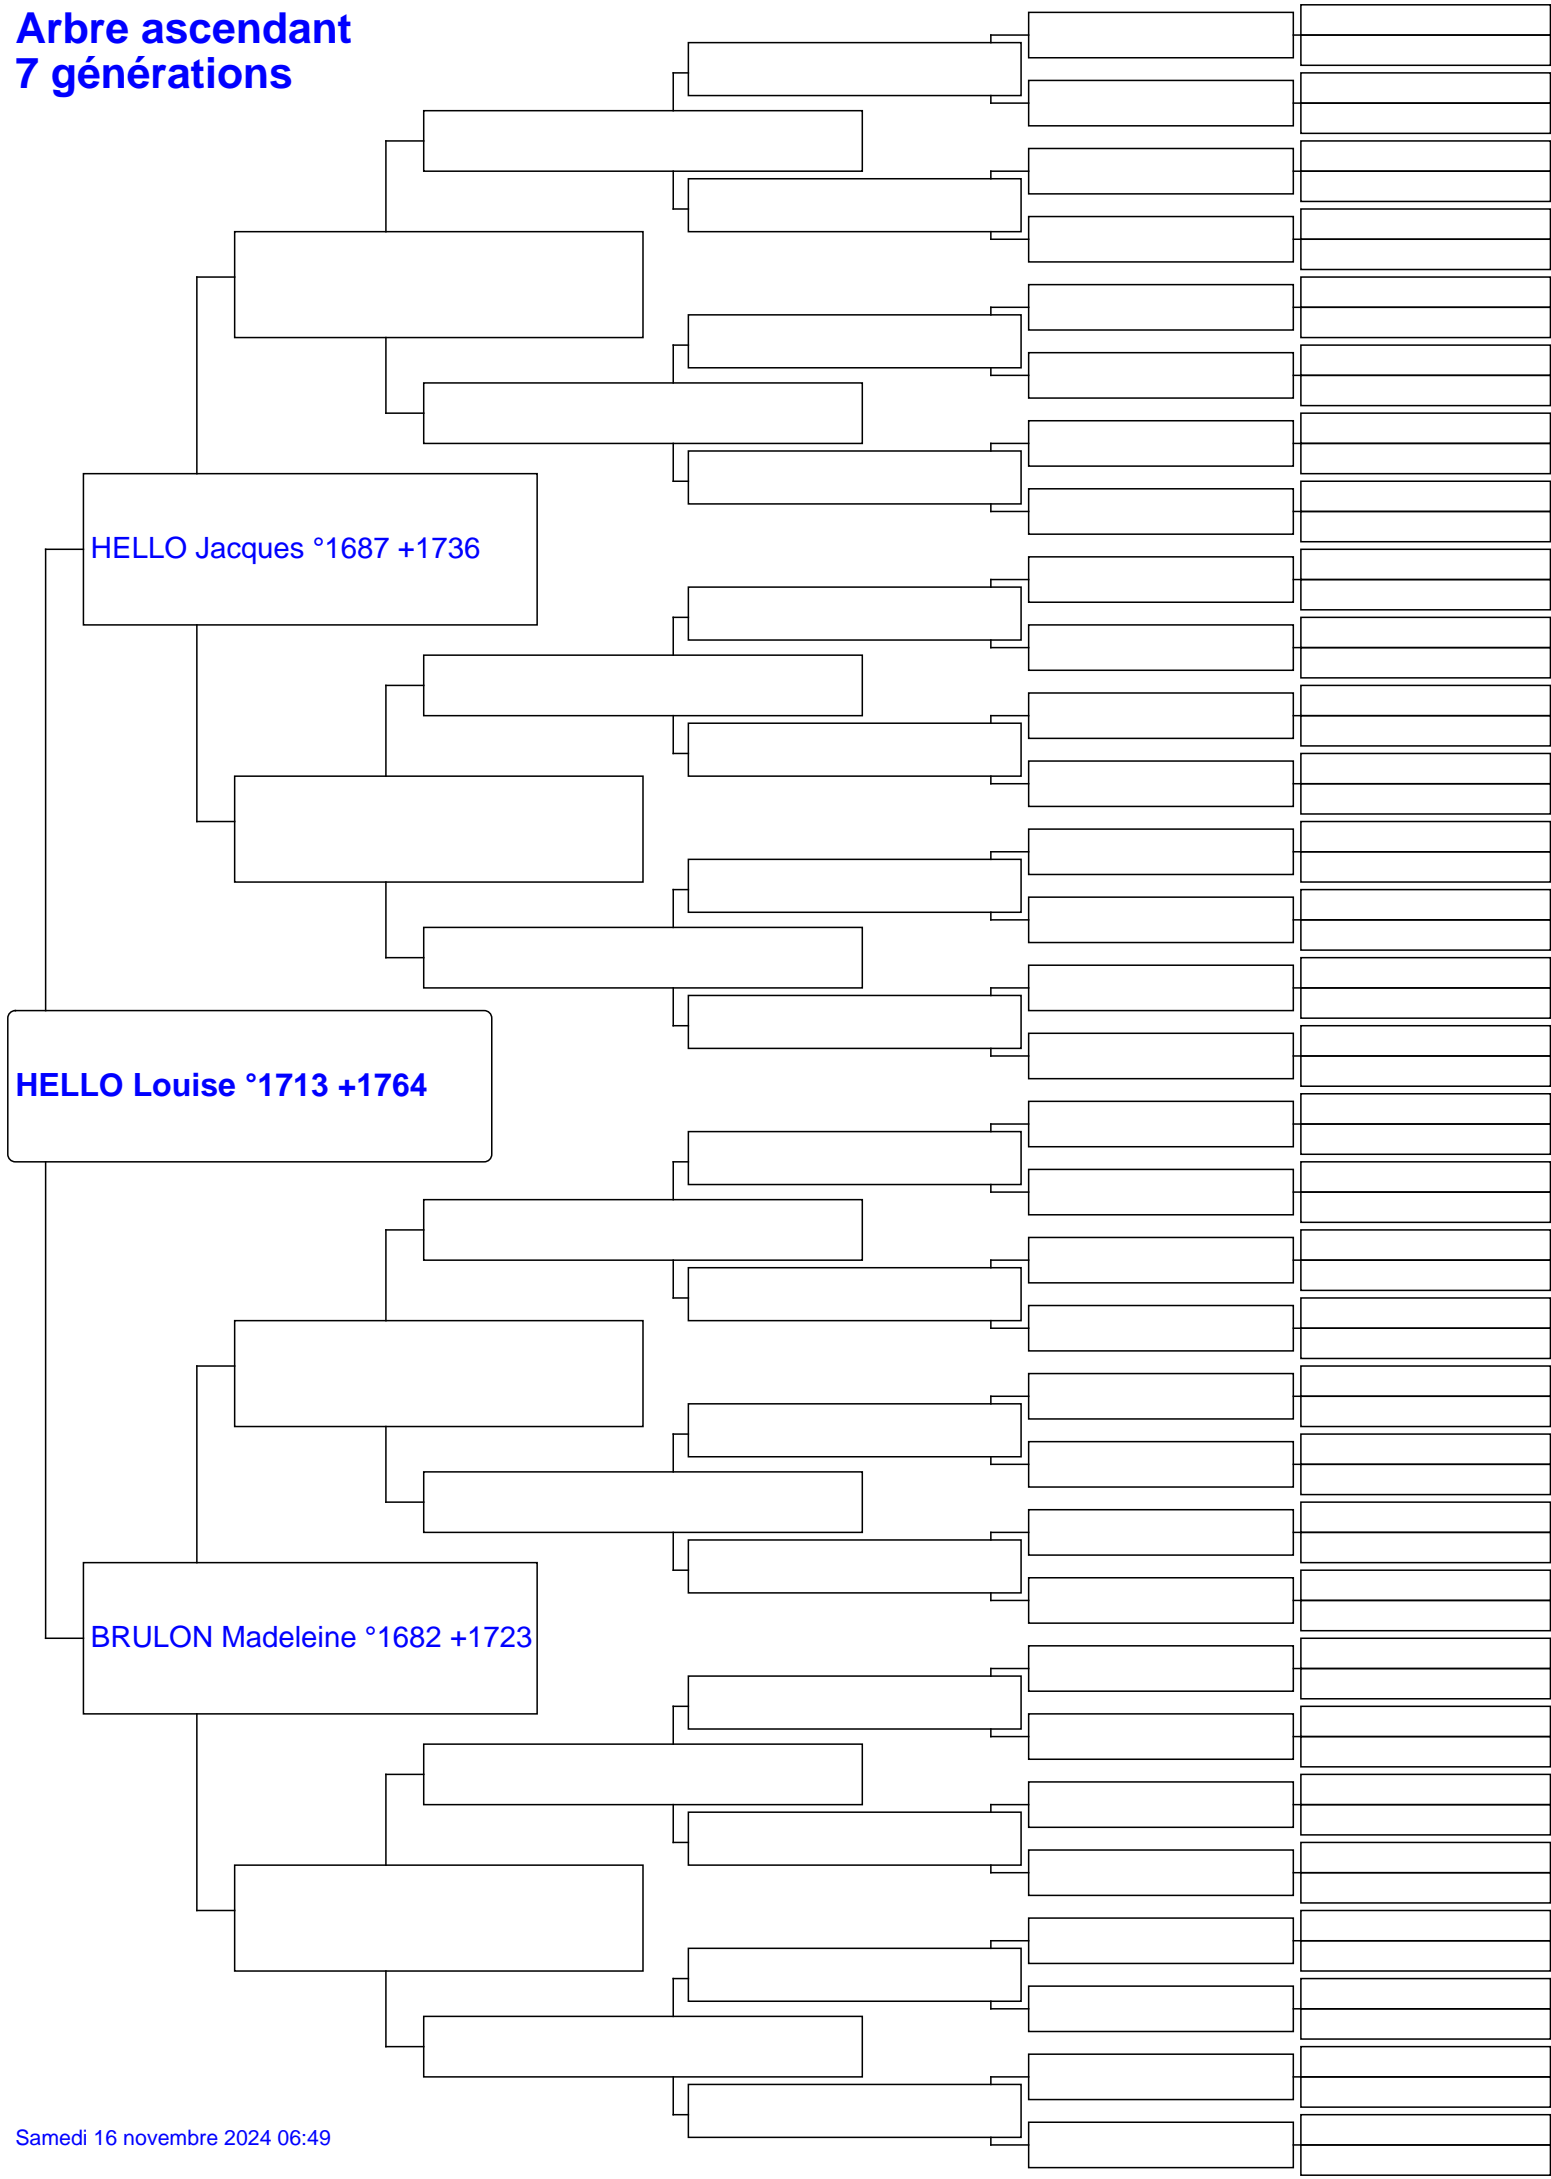 Arbre ascendant
7 générations
HELLO Jacques °1687 +1736
HELLO Louise °1713 +1764
BRULON Madeleine °1682 +1723
Samedi 16 novembre 2024 06:49